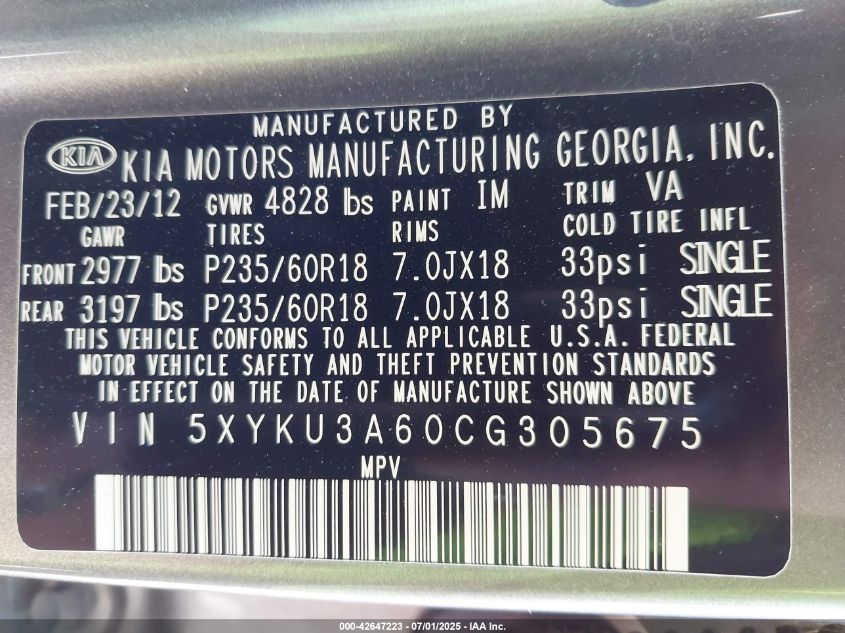 MANUFACTURED BY
KIA KIA MOTORS MANUFACTURING GEORGIA, INC.
FEB/23/12 GVWR 4828 lbs PAINT IM TRIM VA
GAWR TIRES RIMS COLD TIRE INFL
FRONT 2977 lbs P235/60R18 7.0JX18 33psi SINGLE
REAR 3197 lbs P235/60R18 7.0JX18 33psi SINGLE
THIS VEHICLE CONFORMS TO ALL APPLICABLE U.S.A. FEDERAL
MOTOR VEHICLE SAFETY AND THEFT PREVENTION STANDARDS
IN EFFECT ON THE DATE OF MANUFACTURE SHOWN ABOVE
VIN 5XYKU3A60CG305675
MPV
000-42647223 - 07/01/2025 - IAA Inc.